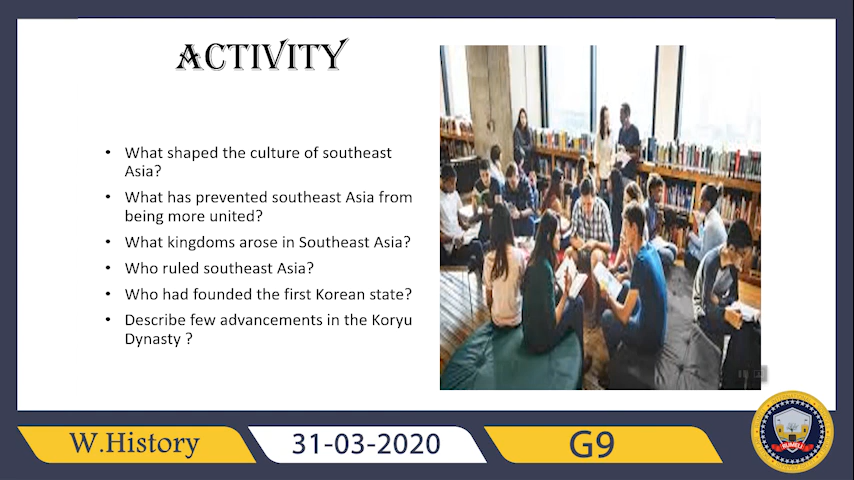 ACTIVITY
• What shaped the culture of southeast
Asia?
• What has prevented southeast Asia from
being more united?
• What kingdoms arose in Southeast Asia?
• Who ruled southeast Asia?
• Who had founded the first Korean state?
• Describe few advancements in the Koryu
Dynasty ?
W.History
31-03-2020
G9
RUMELI